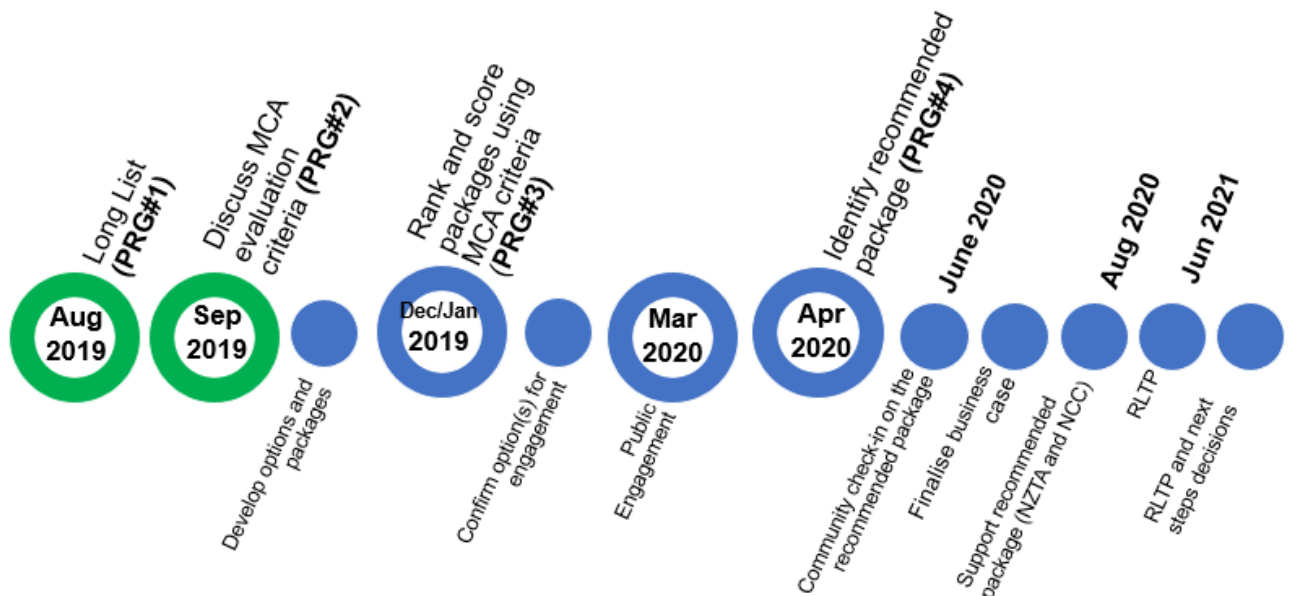 Long List
(PRG#1)
Aug
2019
Discuss MCA
evaluation
criteria (PRG#2)
Sep
2019
Develop options and
packages
Rank and score
packages using
MCA criteria
(PRG#3)
Dec/Jan
2019
Confirm option(s) for
engagement
Mar
2020
Public
Engagement
Identify recommended
package (PRG#4)
Apr
2020
June 2020
Community check-in on the
recommended package
Finalise business
case
Aug 2020
Support recommended
package (NZTA and NCC)
Jun 2021
RLTP
RLTP and next
steps decisions